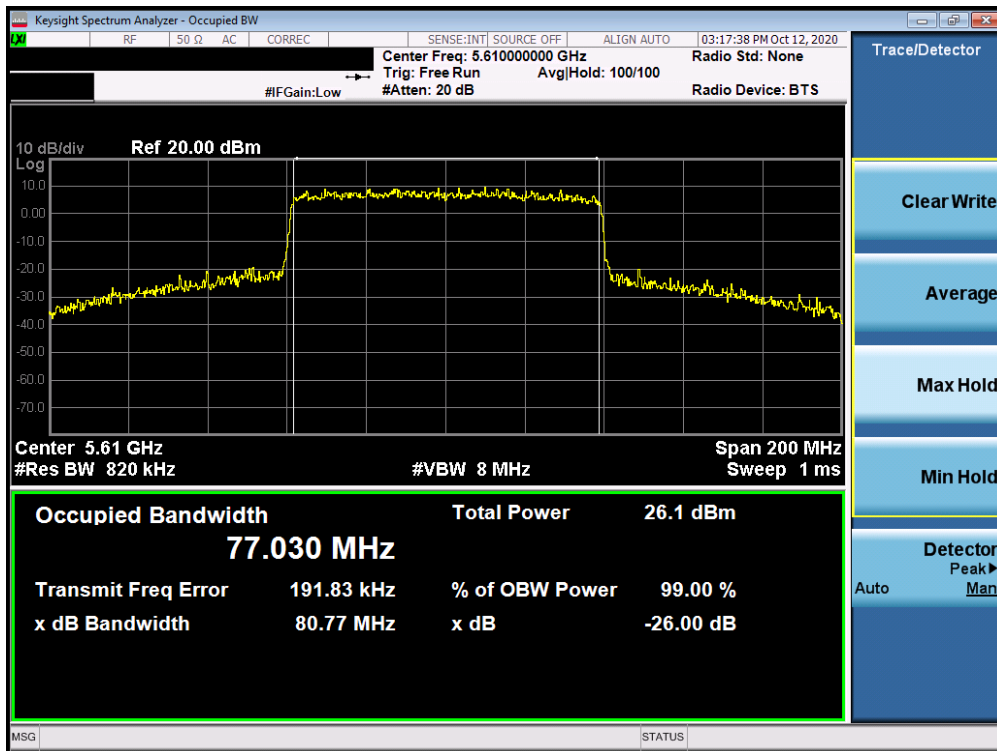 Keysight Spectrum Analyzer - Occupied BW
LXI RF 50 Ω AC CORREC SENSE:INT SOURCE OFF ALIGN AUTO 03:17:38 PM Oct 12, 2020
Center Freq: 5.610000000 GHz Radio Std: None
Trig: Free Run Avg|Hold: 100/100
#IFGain:Low #Atten: 20 dB Radio Device: BTS
Trace/Detector
10 dB/div Ref 20.00 dBm
Log
10.0
0.00
-10.0
-20.0
-30.0
-40.0
-50.0
-60.0
-70.0
Center 5.61 GHz Span 200 MHz
#Res BW 820 kHz #VBW 8 MHz Sweep 1 ms
Occupied Bandwidth Total Power 26.1 dBm
77.030 MHz
Transmit Freq Error 191.83 kHz % of OBW Power 99.00 %
x dB Bandwidth 80.77 MHz x dB -26.00 dB
Clear Write
Average
Max Hold
Min Hold
Detector
Peak▶
Auto Man
MSG STATUS